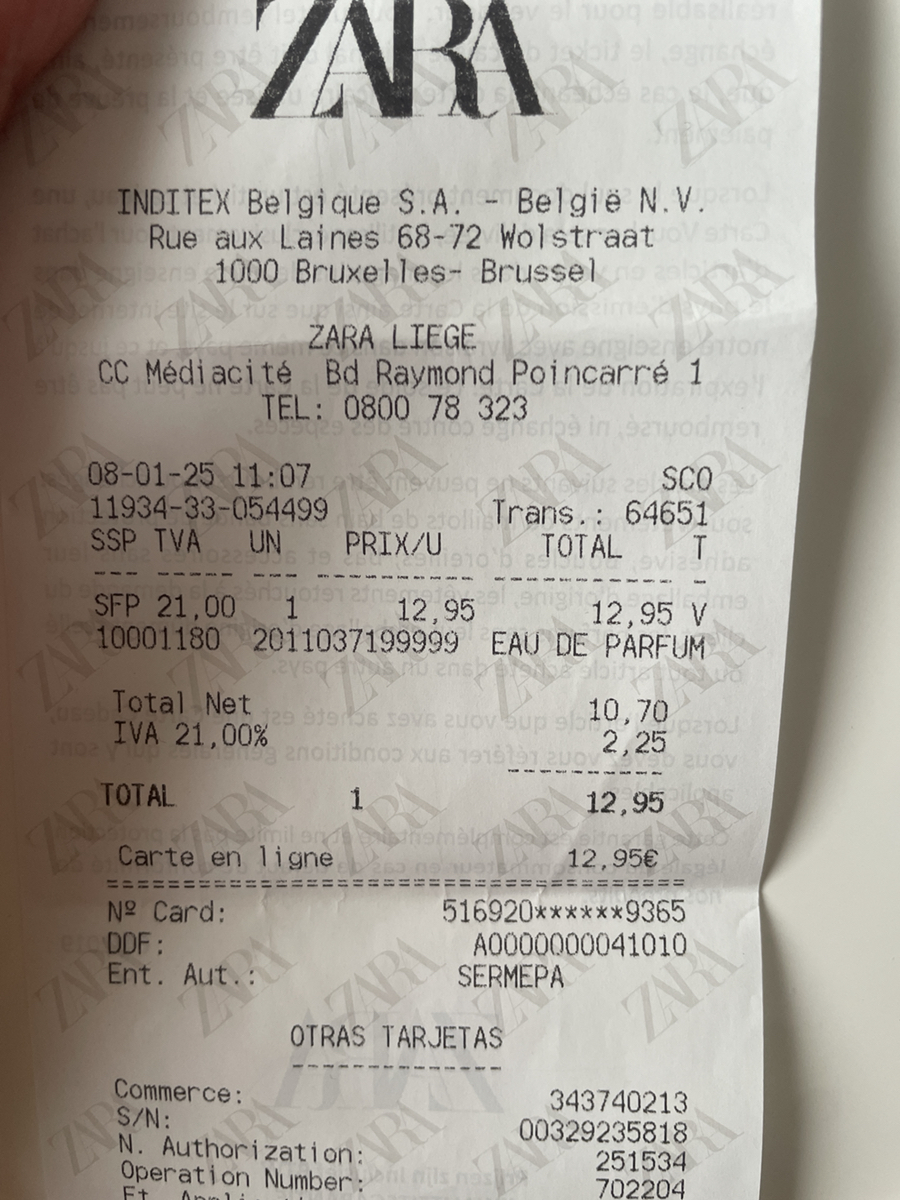 ZARA
INDITEX Belgique S.A. - België N.V.
Rue aux Laines 68-72 Wolstraat
1000 Bruxelles- Brussel
ZARA LIEGE
CC Médiacité Bd Raymond Poincarré 1
TEL: 0800 78 323
08-01-25 11:07 SCO
11934-33-054499 Trans.: 64651
SSP TVA UN PRIX/U TOTAL T
SFP 21,00 1 12,95 12,95 V
10001180 2011037199999 EAU DE PARFUM
Total Net 10,70
IVA 21,00% 2,25
TOTAL 1 12,95
Carte en ligne 12,95€
Nº Card: 516920******9365
DDF: A0000000041010
Ent. Aut.: SERMEPA
OTRAS TARJETAS
Commerce: 343740213
S/N: 00329235818
N. Authorization: 251534
Operation Number: 702204